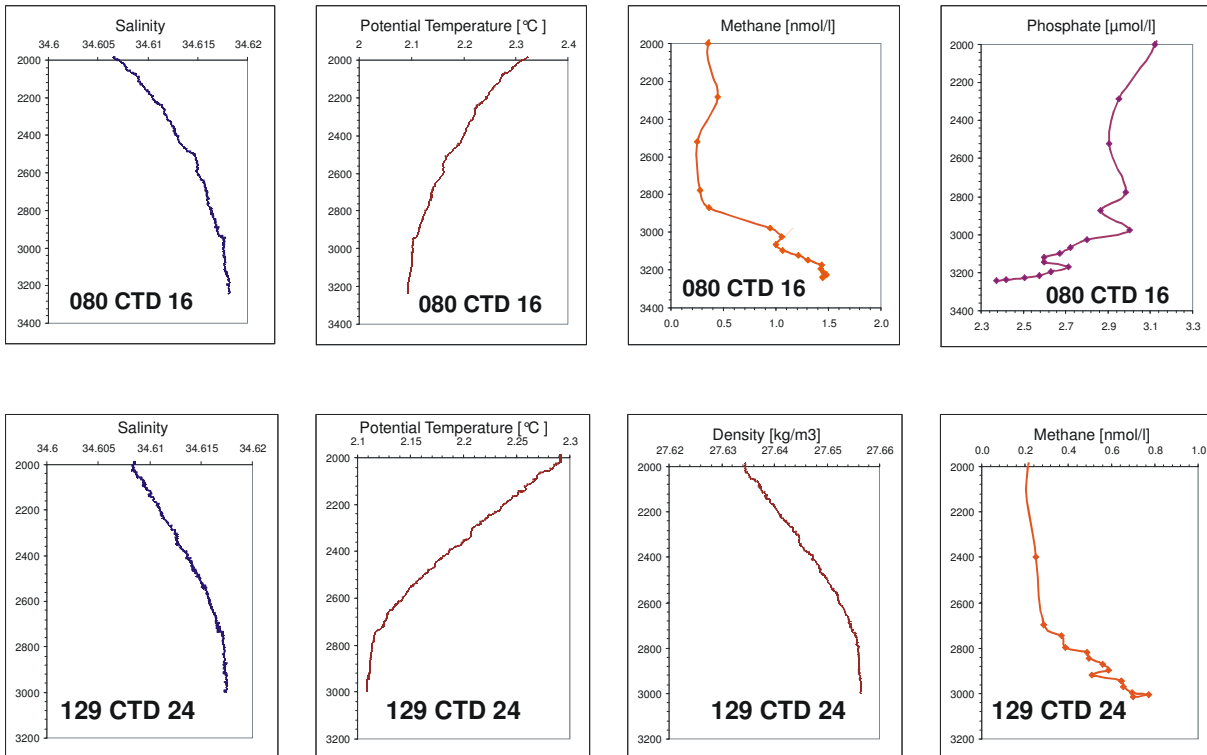 Salinity
34.6 34.605 34.61 34.615 34.62
2000
2200
2400
2600
2800
3000
3200
3400
080 CTD 16
Potential Temperature [°C ]
2 2.1 2.2 2.3 2.4
2000
2200
2400
2600
2800
3000
3200
3400
080 CTD 16
Methane [nmol/l]
2000
2200
2400
2600
2800
3000
3200
3400
080 CTD 16
0.0 0.5 1.0 1.5 2.0
Phosphate [µmol/l]
2000
2200
2400
2600
2800
3000
3200
3400
080 CTD 16
2.3 2.5 2.7 2.9 3.1 3.3
Salinity
34.6 34.605 34.61 34.615 34.62
2000
2200
2400
2600
2800
3000
3200
129 CTD 24
Potential Temperature [°C ]
2.1 2.15 2.2 2.25 2.3
2000
2200
2400
2600
2800
3000
3200
129 CTD 24
Density [kg/m3]
27.62 27.63 27.64 27.65 27.66
2000
2200
2400
2600
2800
3000
3200
129 CTD 24
Methane [nmol/l]
0.0 0.2 0.4 0.6 0.8 1.0
2000
2200
2400
2600
2800
3000
3200
129 CTD 24